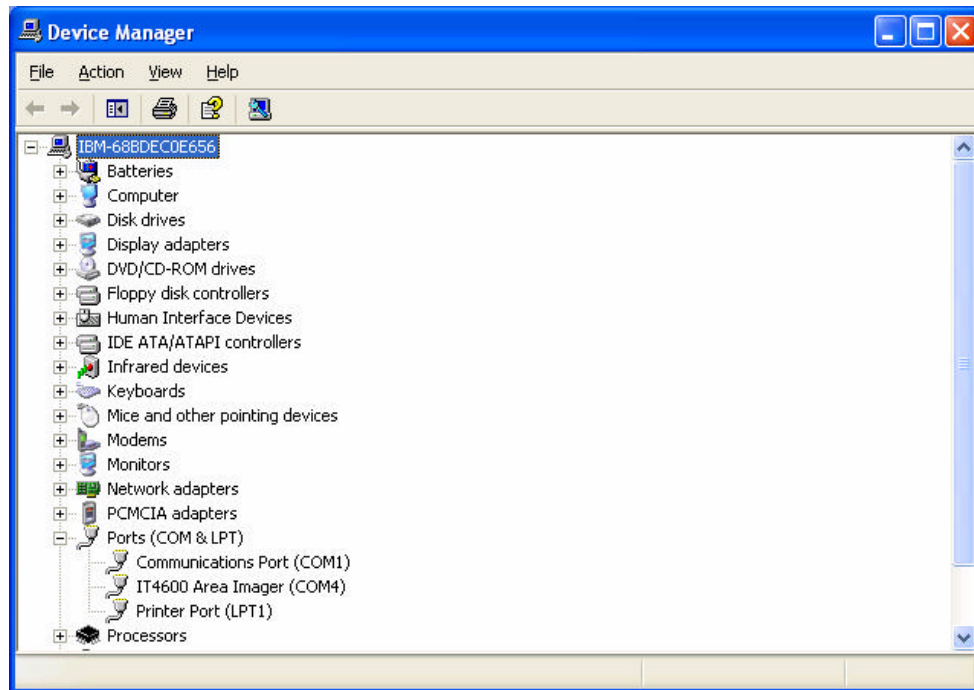 Device Manager
File Action View Help
IBM-68BDEC0E656
Batteries
Computer
Disk drives
Display adapters
DVD/CD-ROM drives
Floppy disk controllers
Human Interface Devices
IDE ATA/ATAPI controllers
Infrared devices
Keyboards
Mice and other pointing devices
Modems
Monitors
Network adapters
PCMCIA adapters
Ports (COM & LPT)
Communications Port (COM1)
IT4600 Area Imager (COM4)
Printer Port (LPT1)
Processors